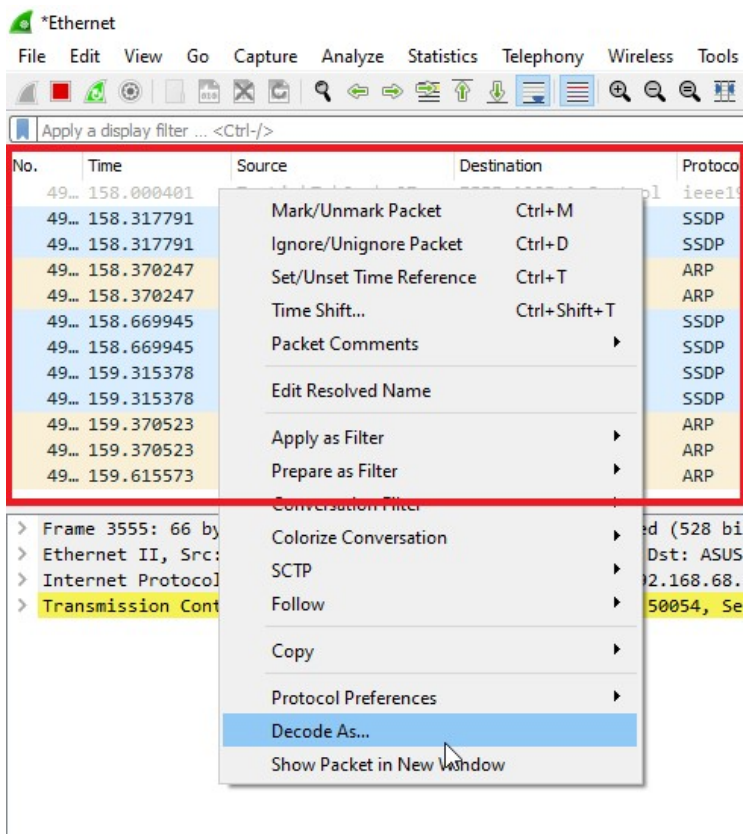 *Ethernet
File Edit View Go Capture Analyze Statistics Telephony Wireless Tools
Apply a display filter ... <Ctrl-/>
No. Time Source Destination Protoco
49... 158.000401 ieee19
49... 158.317791 SSDP
49... 158.317791 SSDP
49... 158.370247 ARP
49... 158.370247 ARP
49... 158.669945 SSDP
49... 158.669945 SSDP
49... 159.315378 SSDP
49... 159.315378 SSDP
49... 159.370523 ARP
49... 159.370523 ARP
49... 159.615573 ARP
Mark/Unmark Packet Ctrl+M
Ignore/Unignore Packet Ctrl+D
Set/Unset Time Reference Ctrl+T
Time Shift... Ctrl+Shift+T
Packet Comments
Edit Resolved Name
Apply as Filter
Prepare as Filter
Conversation Filter
Colorize Conversation
SCTP
Follow
Copy
Protocol Preferences
Decode As...
Show Packet in New Window
Frame 3555: 66 by ed (528 bi
Ethernet II, Src: Dst: ASUS
Internet Protocol 92.168.68.
Transmission Cont 50054, Se